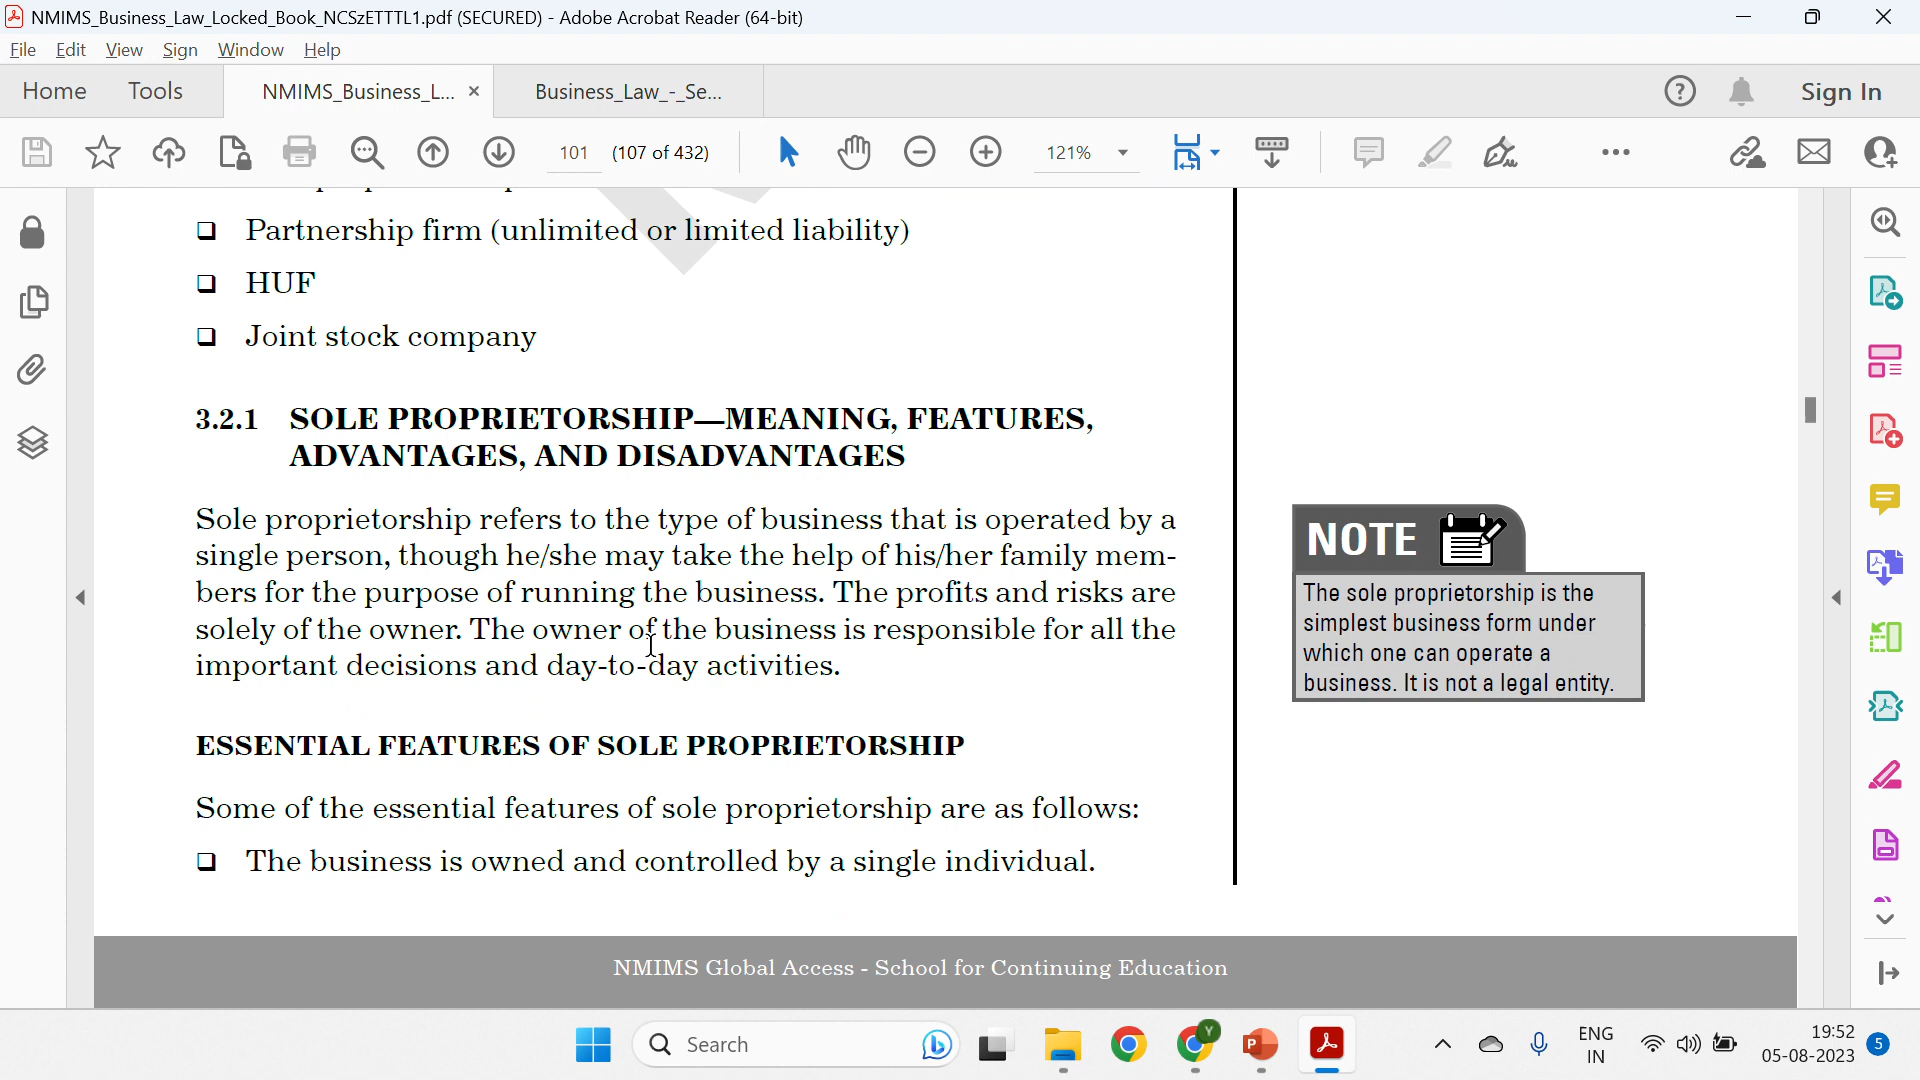 NMIMS_Business_Law_Locked_Book_NCSzETTTL1.pdf (SECURED) - Adobe Acrobat Reader (64-bit)
File Edit View Sign Window Help
Home Tools NMIMS_Business_L... Business_Law_-_Se... Sign In
101 (107 of 432) 121%
❑ Partnership firm (unlimited or limited liability)
❑ HUF
❑ Joint stock company
3.2.1 SOLE PROPRIETORSHIP—MEANING, FEATURES,
ADVANTAGES, AND DISADVANTAGES
Sole proprietorship refers to the type of business that is operated by a
single person, though he/she may take the help of his/her family mem-
bers for the purpose of running the business. The profits and risks are
solely of the owner. The owner of the business is responsible for all the
important decisions and day-to-day activities.
ESSENTIAL FEATURES OF SOLE PROPRIETORSHIP
Some of the essential features of sole proprietorship are as follows:
❑ The business is owned and controlled by a single individual.
NOTE
The sole proprietorship is the
simplest business form under
which one can operate a
business. It is not a legal entity.
NMIMS Global Access - School for Continuing Education
Search
Y
P
ENG
IN
19:52
05-08-2023
5